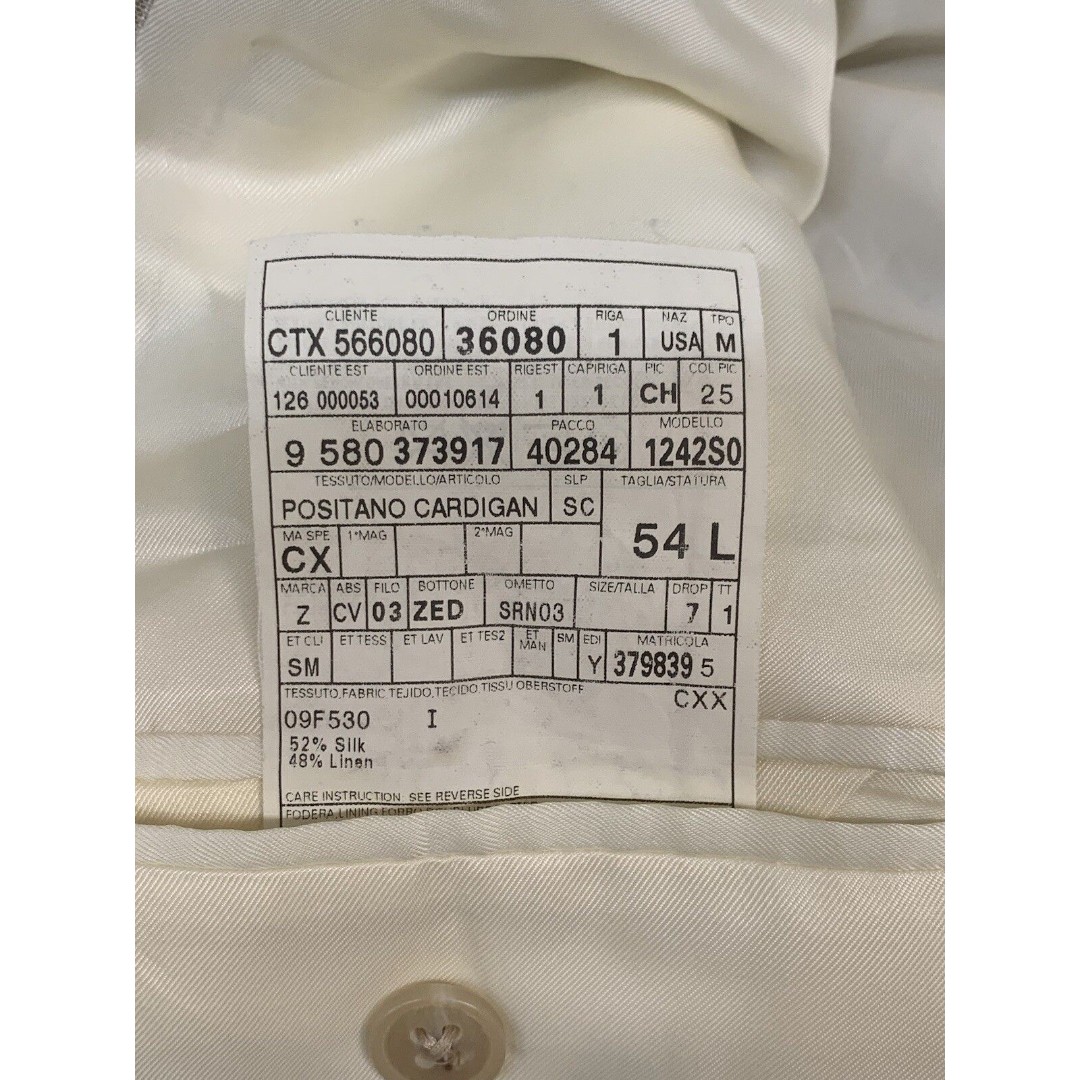 CLIENTE ORDINE RIGA NAZ TPO
CTX 566080 36080 1 USA M
CLIENTE EST ORDINE EST. RIGEST CAPIRIGA PIC COL PIC
126 000053 00010614 1 1 CH 25
ELABORATO PACCO MODELLO
9 580 373917 40284 1242S0
TESSUTO/MODELLO/ARTICOLO SLP TAGLIA/STATURA
POSITANO CARDIGAN SC 54 L
MA SPE 1°MAG 2°MAG
CX
MARCA ABS FILO BOTTONE OMETTO SIZE/TALLA DROP TT
Z CV 03 ZED SRN03 7 1
ET CLI ET TESS ET LAV ET TES2 ET MAN SM EDI MATRICOLA
SM Y 379839 5
TESSUTO,FABRIC TEJIDO,TECIDO TISSU OBERSTOFF CXX
09F530 I
52% Silk
48% Linen
CARE INSTRUCTION SEE REVERSE SIDE
FODERA,LINING FORRO